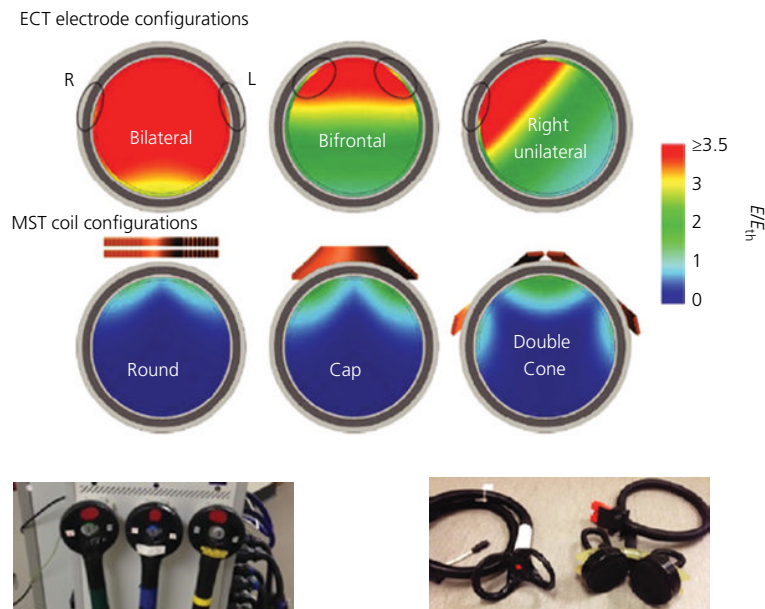 ECT electrode configurations
R
L
Bilateral
Bifrontal
Right
unilateral
≥3.5
3
2
1
0
E/Eth
MST coil configurations
Round
Cap
Double
Cone